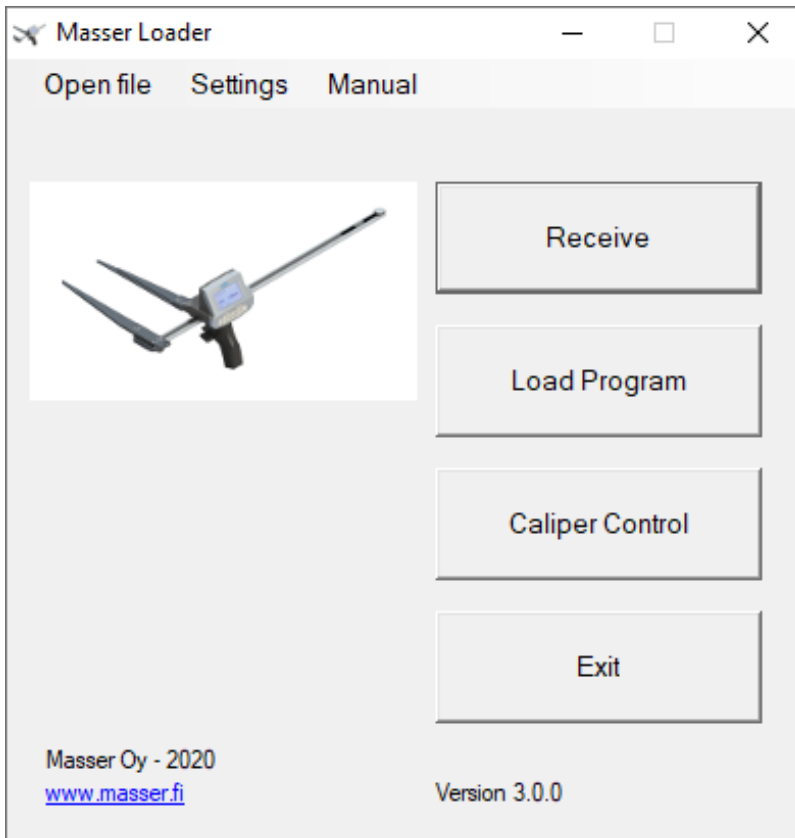 Masser Loader
Open file Settings Manual
Receive
Load Program
Caliper Control
Exit
Masser Oy - 2020
www.masser.fi
Version 3.0.0